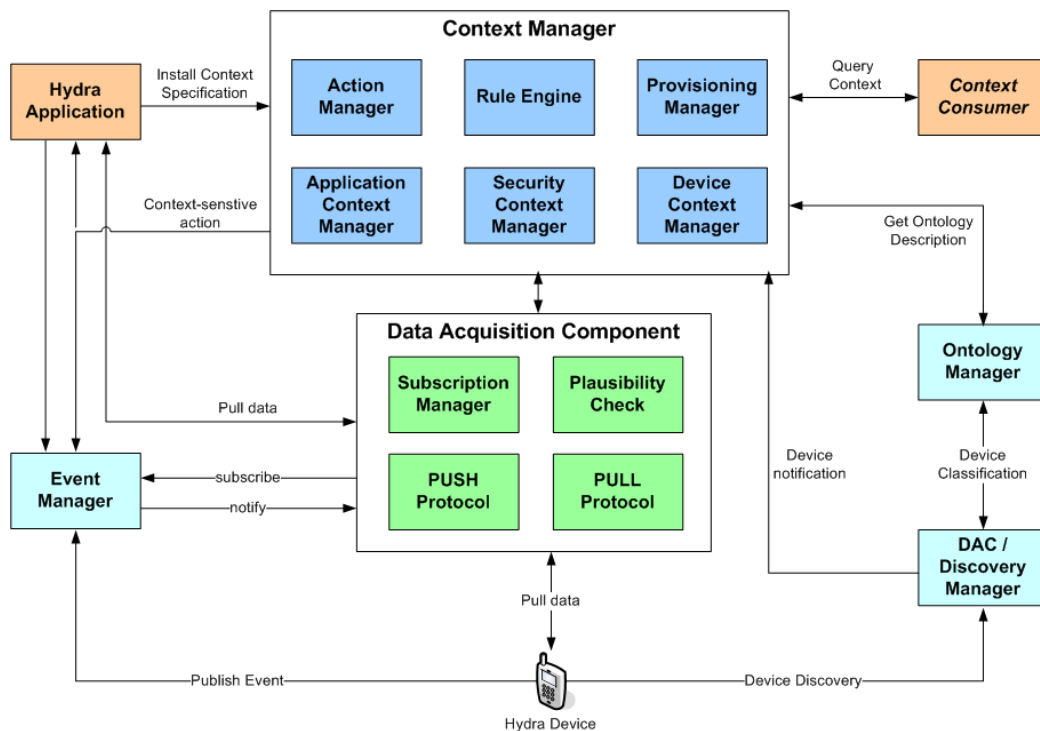 Context Manager
Hydra
Application
Install Context
Specification
Action
Manager
Rule Engine
Provisioning
Manager
Query
Context
Context
Consumer
Application
Context
Manager
Security
Context
Manager
Device
Context
Manager
Context-senstive
action
Get Ontology
Description
Data Acquisition Component
Subscription
Manager
Plausibility
Check
Ontology
Manager
Pull data
Event
Manager
subscribe
notify
PUSH
Protocol
PULL
Protocol
Device
notification
Device
Classification
DAC /
Discovery
Manager
Pull data
Publish Event
Device Discovery
Hydra Device